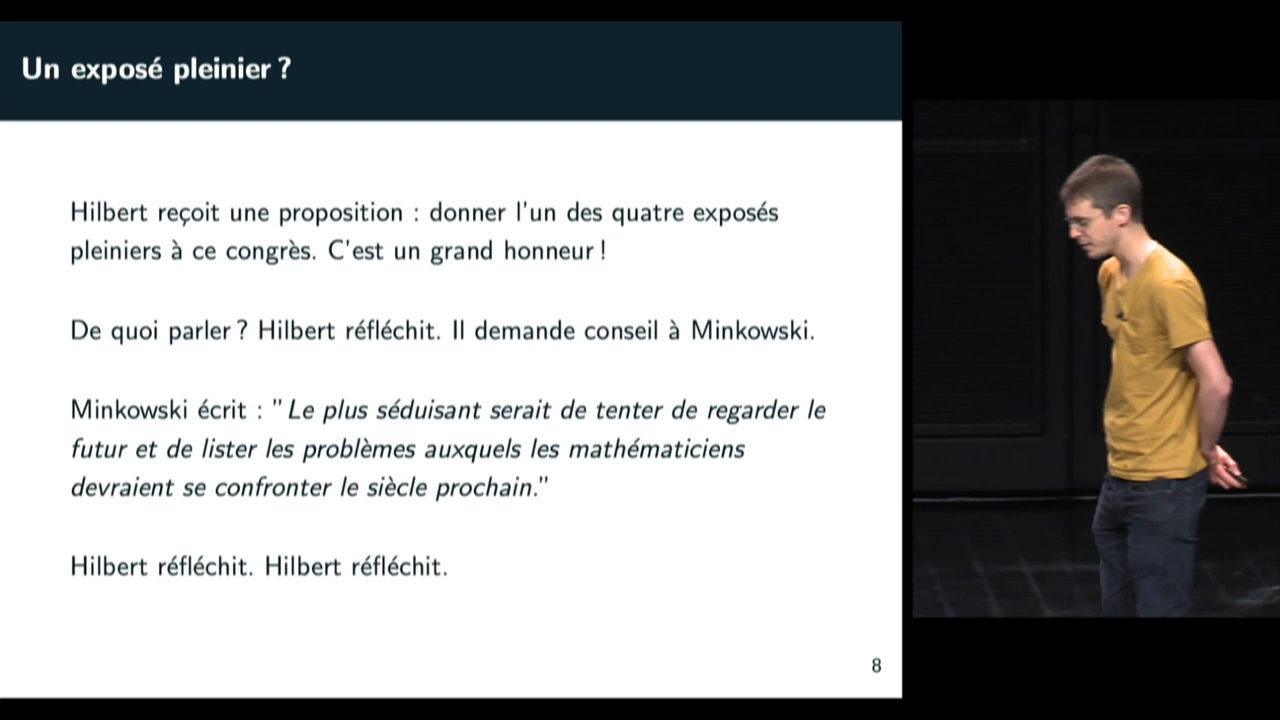 Un exposé pleinier ?
Hilbert reçoit une proposition : donner l'un des quatre exposés
pleiniers à ce congrès. C'est un grand honneur !
De quoi parler ? Hilbert réfléchit. Il demande conseil à Minkowski.
Minkowski écrit : "Le plus séduisant serait de tenter de regarder le
futur et de lister les problèmes auxquels les mathématiciens
devraient se confronter le siècle prochain."
Hilbert réfléchit. Hilbert réfléchit.
8